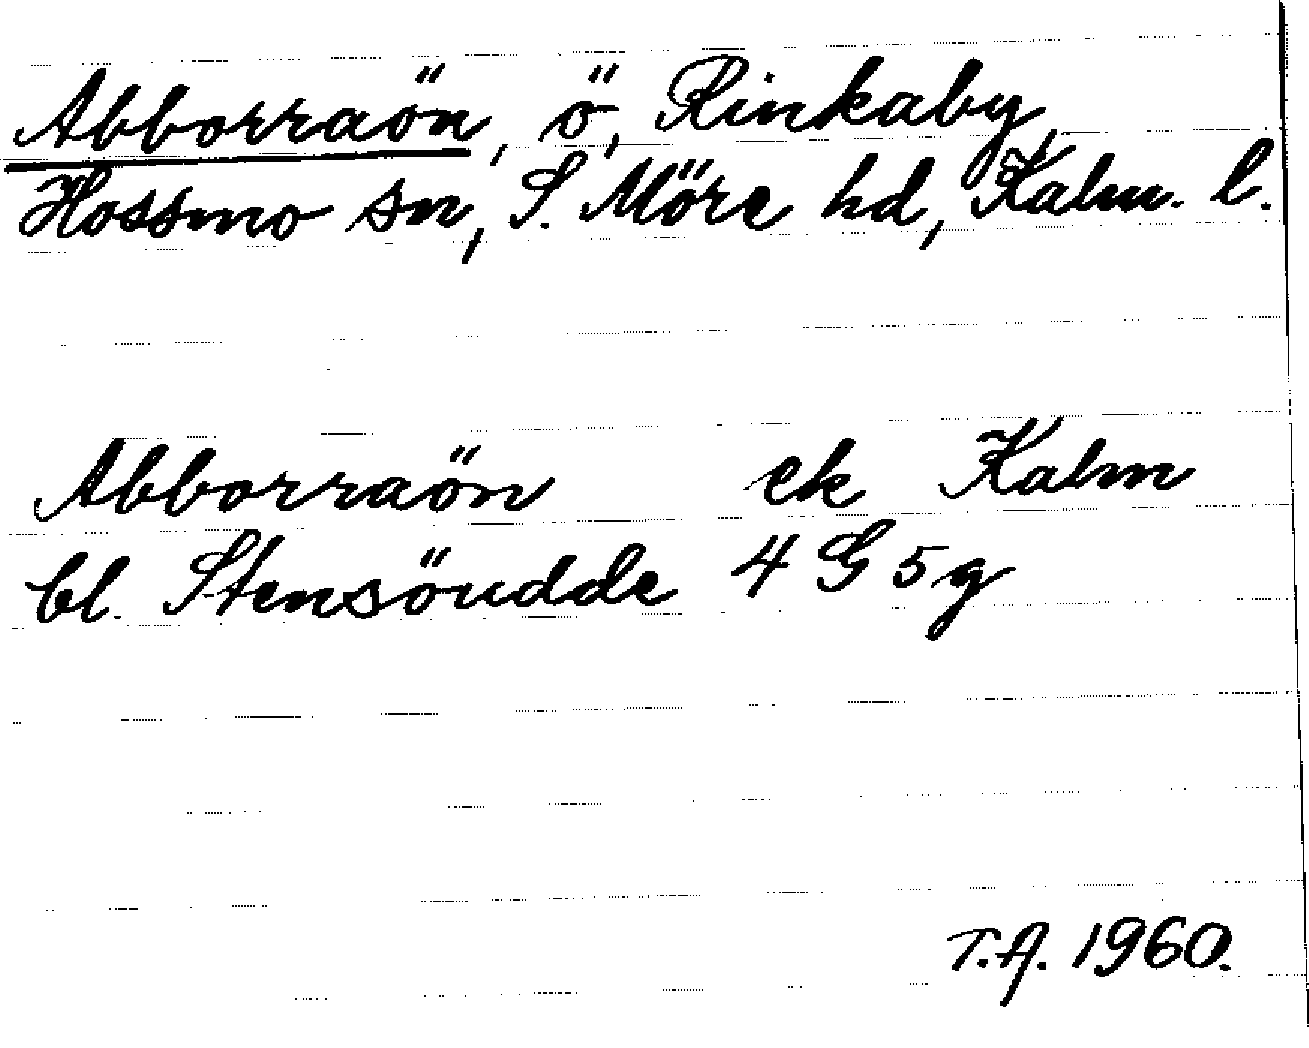 Abborraön, ö, Rinkaby,
Hossmo sn, S. Möre hd, Kalm. l.
Abborraön ek Kalm
bl. Stensöudde 4 G 5 g
T.A. 1960.